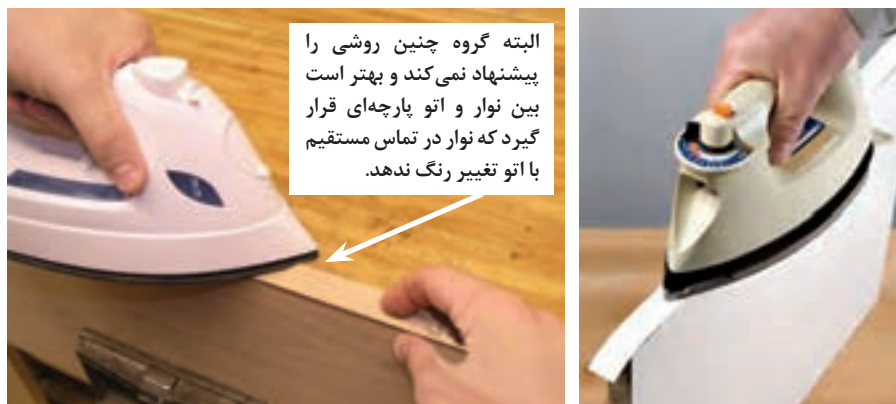 البته گروه چنین روشی را
پیشنهاد نمی‌کند و بهتر است
بین نوار و اتو پارچه‌ای قرار
گیرد که نوار در تماس مستقیم
با اتو تغییر رنگ ندهد.